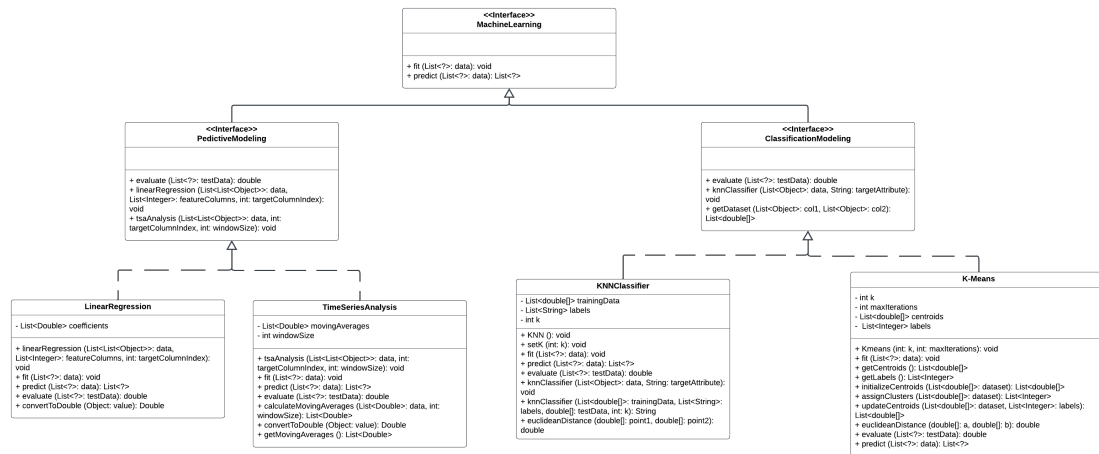 <<Interface>>
MachineLearning
+ fit (List<?>: data): void
+ predict (List<?>: data): List<?>
<<Interface>>
PedictiveModeling
+ evaluate (List<?>: testData): double
+ linearRegression (List<List<Object>>: data,
List<Integer>: featureColumns, int: targetColumnIndex):
void
+ tsaAnalysis (List<List<Object>>: data, int:
targetColumnIndex, int: windowSize): void
<<Interface>>
ClassificationModeling
+ evaluate (List<?>: testData): double
+ knnClassifier (List<Object>: data, String: targetAttribute):
void
+ getDataset (List<Object>: col1, List<Object>: col2):
List<double[]>
LinearRegression
- List<Double> coefficients
+ linearRegression (List<List<Object>>: data,
List<Integer>: featureColumns, int: targetColumnIndex):
void
+ fit (List<?>: data): void
+ predict (List<?>: data): List<?>
+ evaluate (List<?>: testData): double
+ convertToDouble (Object: value): Double
TimeSeriesAnalysis
- List<Double> movingAverages
- int windowSize
+ tsaAnalysis (List<List<Object>>: data, int:
targetColumnIndex, int: windowSize): void
+ fit (List<?>: data): void
+ predict (List<?>: data): List<?>
+ evaluate (List<?>: testData): double
+ calculateMovingAverages (List<Double>: data, int:
windowSize): List<Double>
+ convertToDouble (Object: value): Double
+ getMovingAverages (): List<Double>
KNNClassifier
- List<double[]> trainingData
- List<String> labels
- int k
+ KNN (): void
+ setK (int: k): void
+ fit (List<?>: data): void
+ predict (List<?>: data): List<?>
+ evaluate (List<?>: testData): double
+ knnClassifier (List<Object>: data, String: targetAttribute):
void
+ knnClassifier (List<double[]>: trainingData, List<String>:
labels, double[]: testData, int: k): String
+ euclideanDistance (double[]: point1, double[]: point2):
double
K-Means
- int k
- int maxIterations
- List<double[]> centroids
- List<Integer> labels
+ Kmeans (int: k, int: maxIterations): void
+ fit (List<?>: data): void
+ getCentroids (): List<double[]>
+ getLabels (): List<Integer>
+ initializeCentroids (List<double[]>: dataset): List<double[]>
+ assignClusters (List<double[]>: dataset): List<Integer>
+ updateCentroids (List<double[]>: dataset, List<Integer>: labels):
List<double[]>
+ euclideanDistance (double[]: a, double[]: b): double
+ evaluate (List<?>: testData): double
+ predict (List<?>: data): List<?>